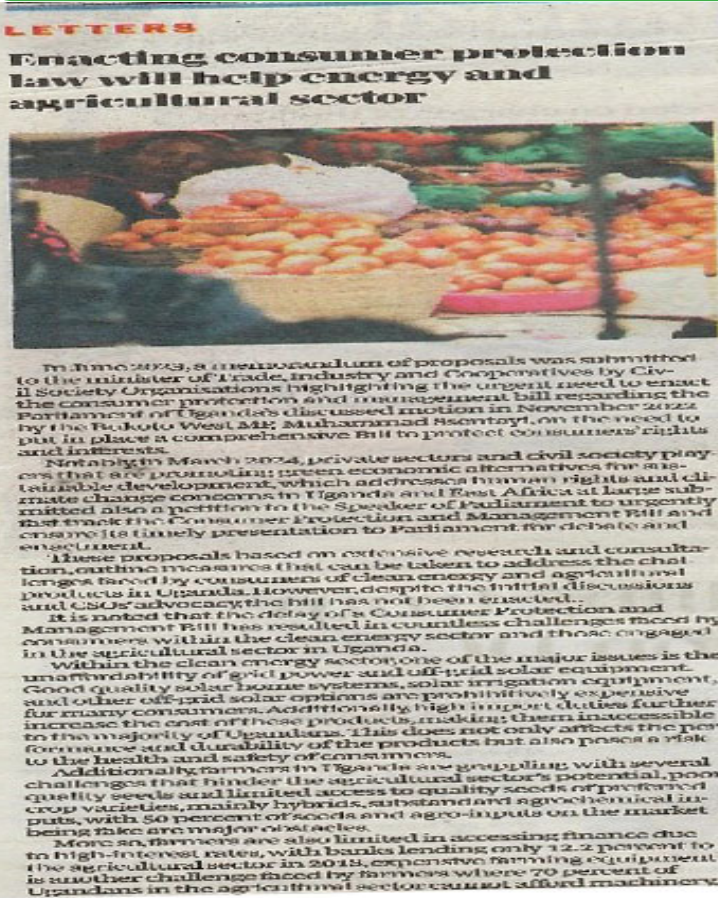 LETTERS
Enacting consumer protection
law will help energy and
agricultural sector
In June 2023, a memorandum of proposals was submitted
to the minister of Trade, Industry and Cooperatives by Civ-
il Society Organisations highlighting the urgent need to enact
the consumer protection and management bill regarding the
Parliament of Uganda's discussed motion in November 2022
by the Bukoto West MP, Muhammad Ssentayi, on the need to
put in place a comprehensive Bill to protect consumers' rights
and interests.
Notably, in March 2024, private sectors and civil society play-
ers that are promoting green economic alternatives for sus-
tainable development, which addresses human rights and cli-
mate change concerns in Uganda and East Africa at large sub-
mitted also a petition to the Speaker of Parliament to urgently
fast track the Consumer Protection and Management Bill and
ensure its timely presentation to Parliament for debate and
enactment.
These proposals based on extensive research and consulta-
tion, outline measures that can be taken to address the chal-
lenges faced by consumers of clean energy and agricultural
products in Uganda. However, despite the initial discussions
and CSOs' advocacy, the bill has not been enacted..
It is noted that the delay of a Consumer Protection and
Management Bill has resulted in countless challenges faced by
consumers within the clean energy sector and those engaged
in the agricultural sector in Uganda.
Within the clean energy sector, one of the major issues is the
unaffordability of grid power and off-grid solar equipment.
Good quality solar home systems, solar irrigation equipment,
and other off-grid solar options are prohibitively expensive
for many consumers. Additionally, high import duties further
increase the cost of these products, making them inaccessible
to the majority of Ugandans. This does not only affects the per-
formance and durability of the products but also poses a risk
to the health and safety of consumers.
Additionally, farmers in Uganda are grappling with several
challenges that hinder the agricultural sector's potential, poor
quality seeds and limited access to quality seeds of preferred
crop varieties, mainly hybrids, substandard agrochemical in-
puts, with 50 percent of seeds and agro-inputs on the market
being fake are major obstacles.
More so, farmers are also limited in accessing finance due
to high-interest rates, with banks lending only 12.2 percent to
the agricultural sector in 2018, expensive farming equipment
is another challenge faced by farmers where 70 percent of
Ugandans in the agricultural sector cannot afford machinery